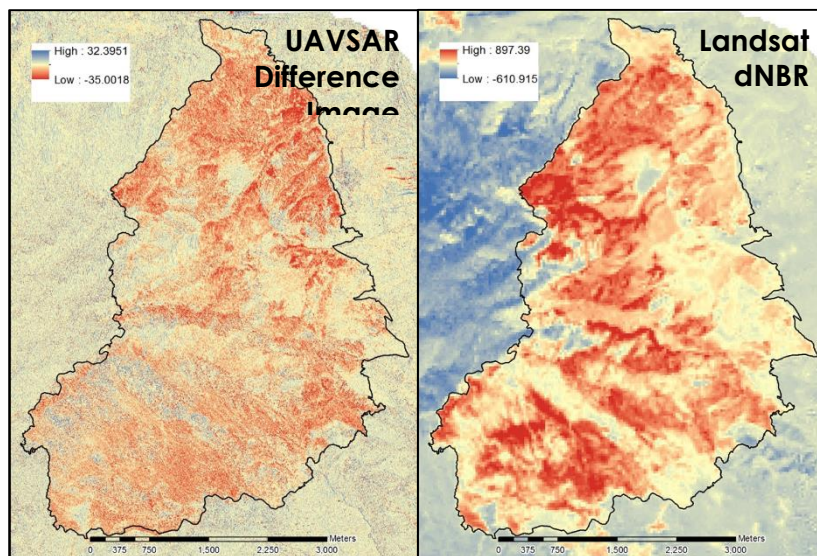 UAVSAR
Difference
Image
High : 32.3951
Low : -35.0018
Meters
0 375 750 1,500 2,250 3,000
Landsat
dNBR
High : 897.39
Low : -610.915
Meters
0 375 750 1,500 2,250 3,000